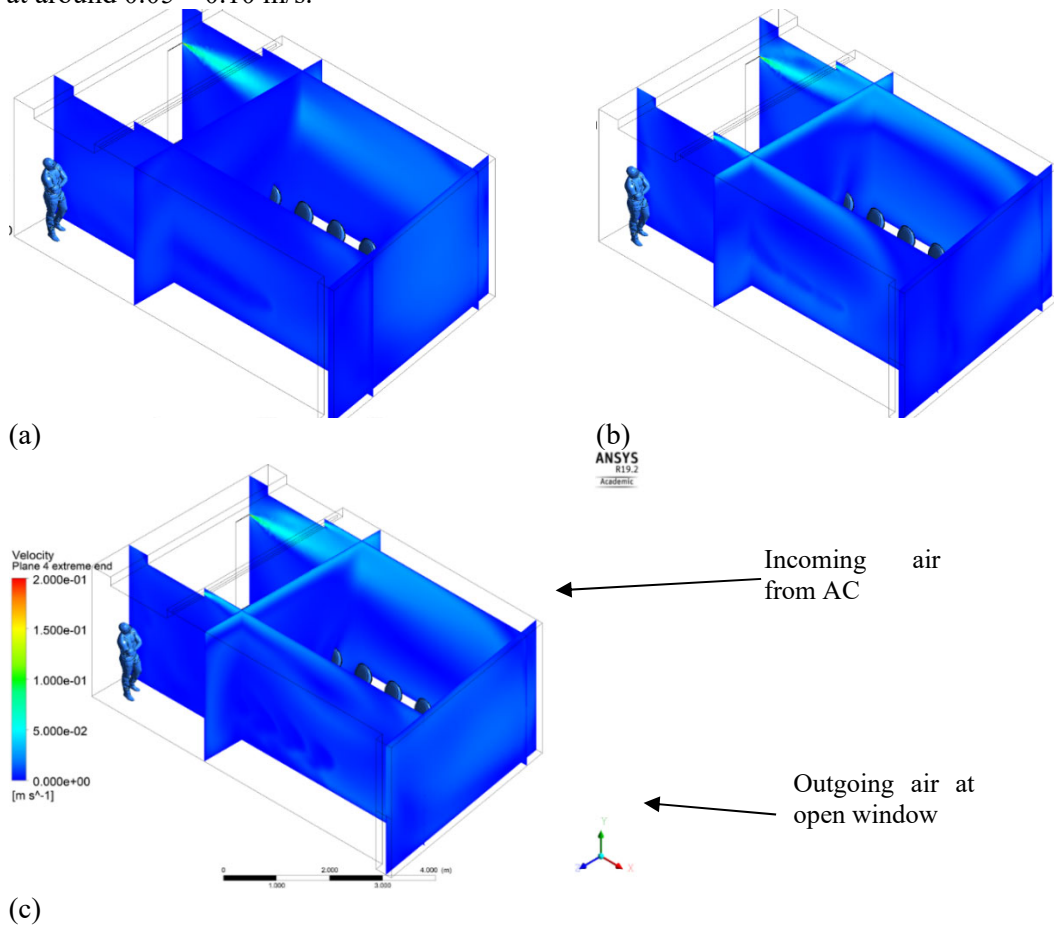 at around 0.05 – 0.10 m/s.
(a)
(b)
ANSYS
R19.2
Academic
Velocity
Plane 4 extreme end
2.000e-01
1.500e-01
1.000e-01
5.000e-02
0.000e+00
[m s^-1]
Incoming air
from AC
Outgoing air at
open window
Y
Z
X
0 2.000 4.000 (m)
1.000 3.000
(c)